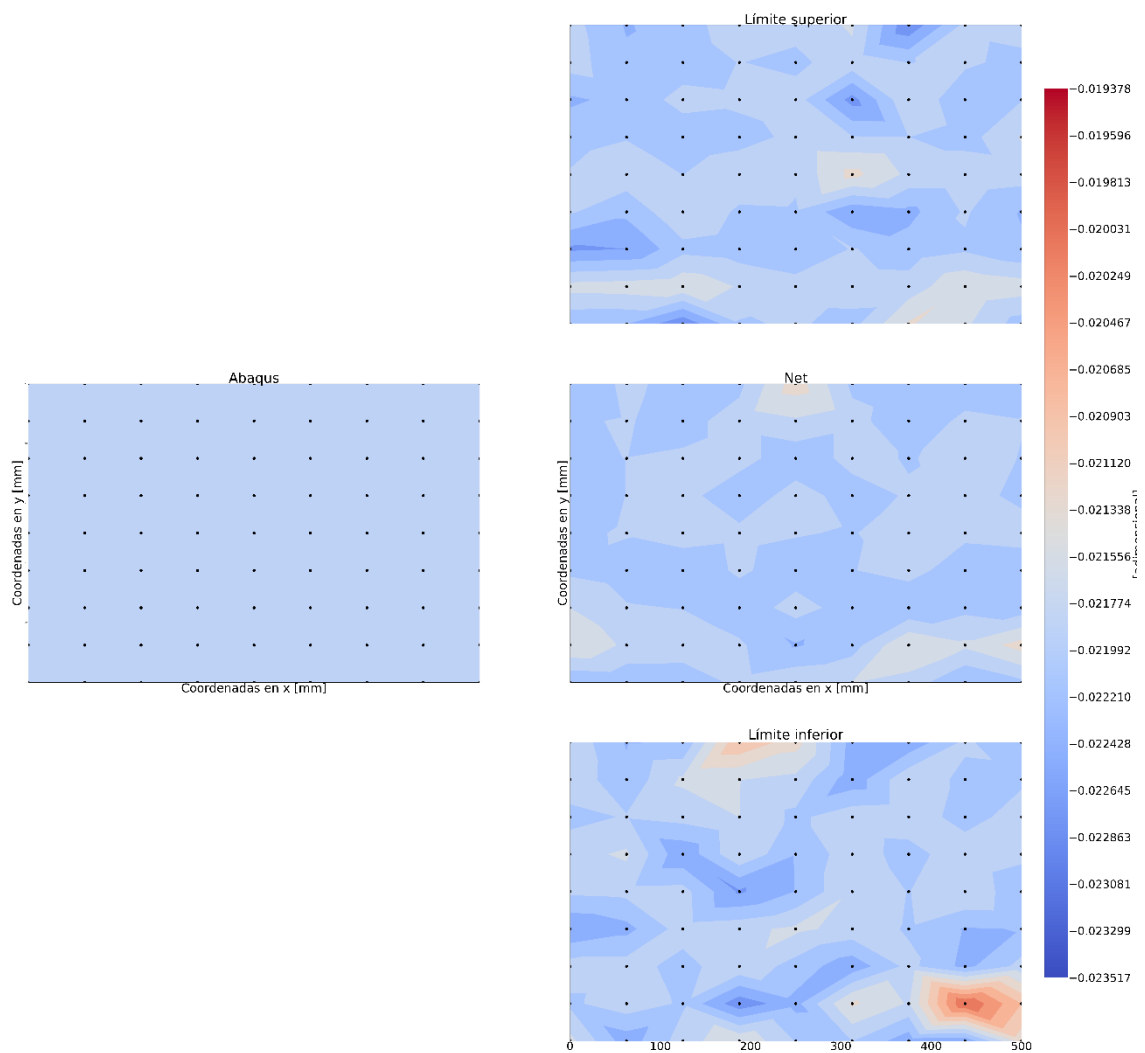 Límite superior
−0.019378
−0.019596
−0.019813
−0.020031
−0.020249
−0.020467
−0.020685
−0.020903
−0.021120
−0.021338
−0.021556
−0.021774
−0.021992
−0.022210
−0.022428
−0.022645
−0.022863
−0.023081
−0.023299
−0.023517
[adimensional]
Abaqus
Coordenadas en y [mm]
Coordenadas en x [mm]
Net
Coordenadas en y [mm]
Coordenadas en x [mm]
Límite inferior
0 100 200 300 400 500